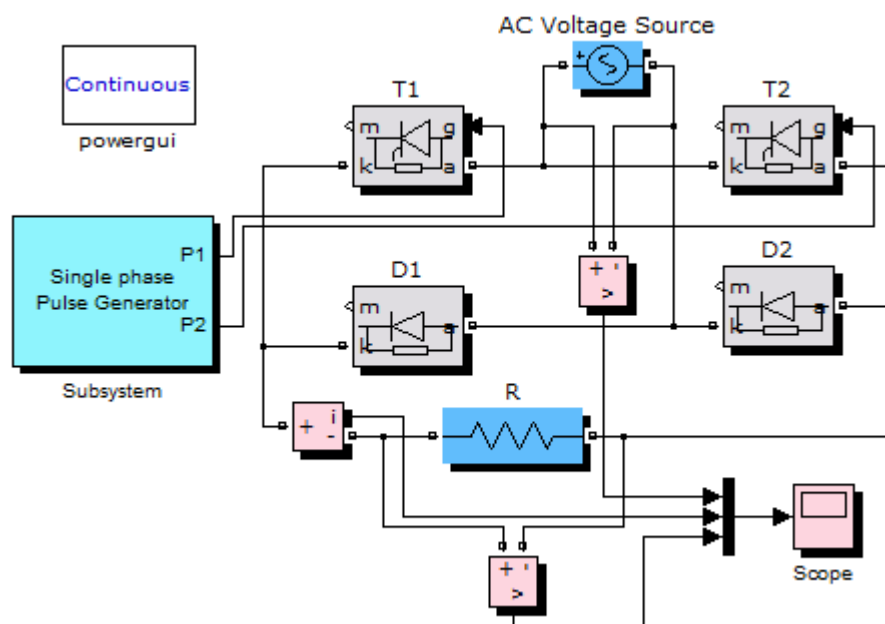 AC Voltage Source
Continuous
powergui
T1
T2
m g
k a
m g
k a
+
P1
Single phase
Pulse Generator
P2
Subsystem
D1
D2
m
k a
m
k a
+ -
v
+ i
-
R
+ -
v
Scope